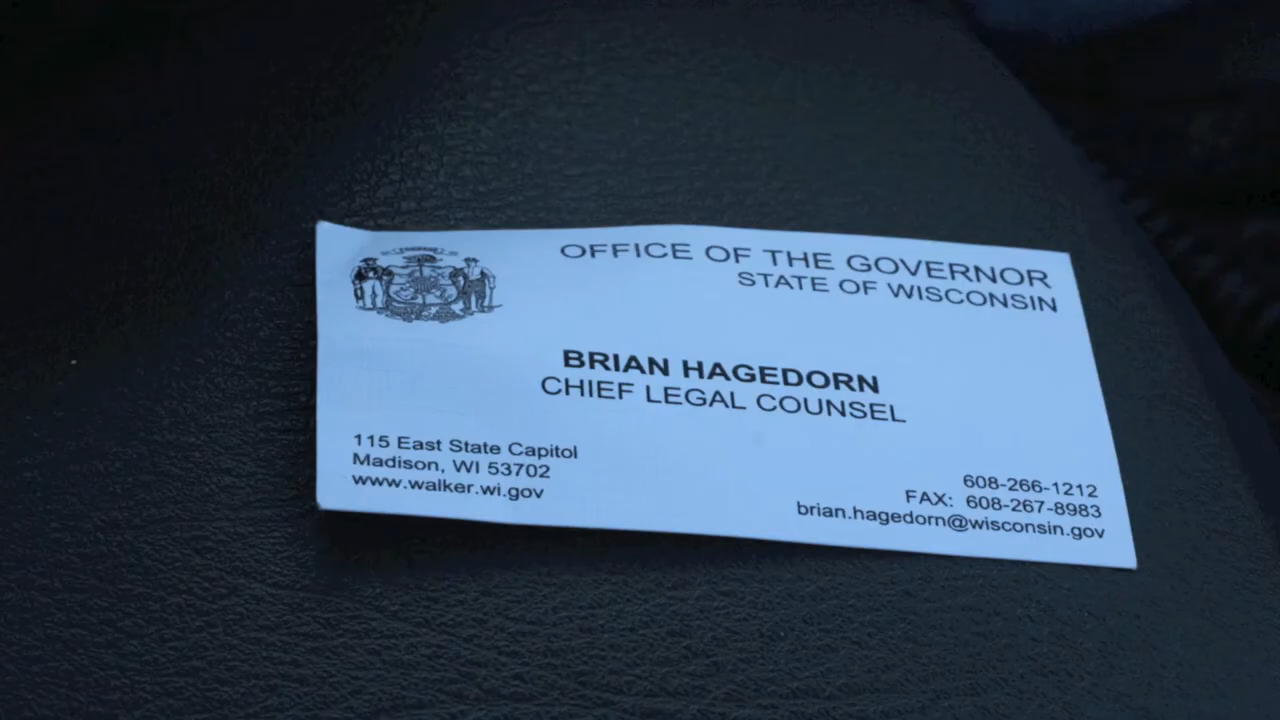 OFFICE OF THE GOVERNOR
STATE OF WISCONSIN
BRIAN HAGEDORN
CHIEF LEGAL COUNSEL
115 East State Capitol
Madison, WI 53702
www.walker.wi.gov
608-266-1212
FAX: 608-267-8983
brian.hagedorn@wisconsin.gov